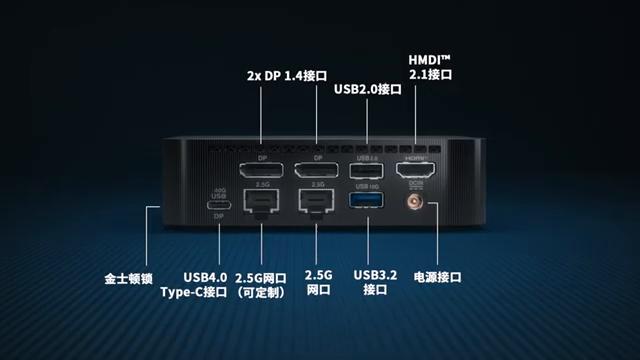 HMDI™
2.1接口
2x DP 1.4接口
USB2.0接口
DP
DP
USB 2.0
HDMI™
40G
USB
DP
2.5G
2.5G
USB 10G
DCIN
金士顿锁
USB4.0
Type-C接口
2.5G网口
(可定制)
2.5G
网口
USB3.2
接口
电源接口